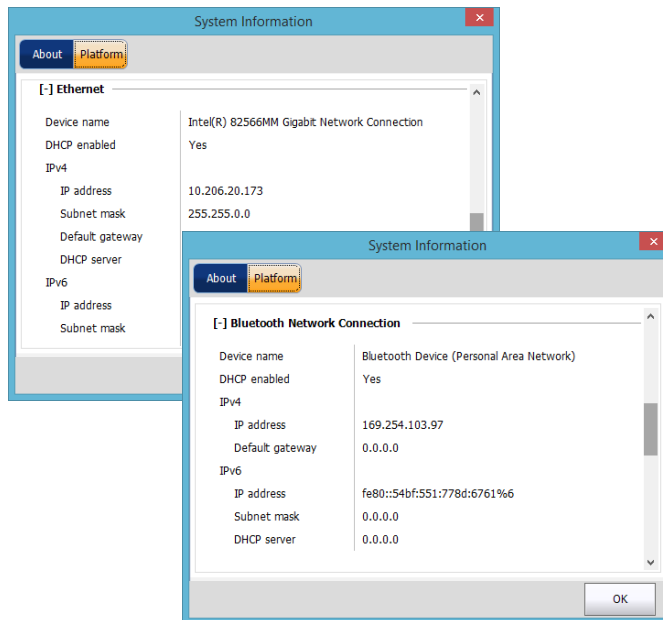 System Information
About Platform
[-] Ethernet
Device name Intel(R) 82566MM Gigabit Network Connection
DHCP enabled Yes
IPv4
IP address 10.206.20.173
Subnet mask 255.255.0.0
Default gateway
DHCP server
IPv6
IP address
Subnet mask
System Information
About Platform
[-] Bluetooth Network Connection
Device name Bluetooth Device (Personal Area Network)
DHCP enabled Yes
IPv4
IP address 169.254.103.97
Default gateway 0.0.0.0
IPv6
IP address fe80::54bf:551:778d:6761%6
Subnet mask 0.0.0.0
DHCP server 0.0.0.0
OK